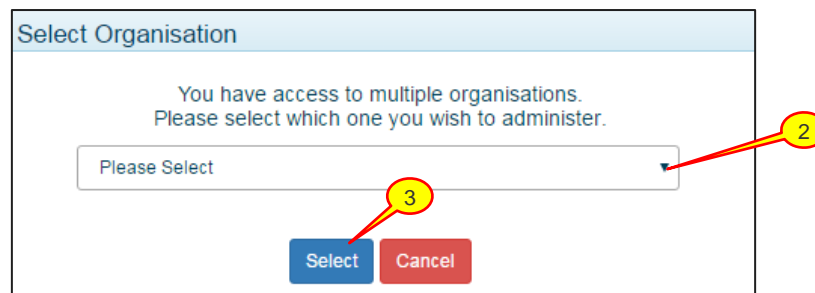 Select Organisation
You have access to multiple organisations.
Please select which one you wish to administer.
Please Select
2
3
Select
Cancel